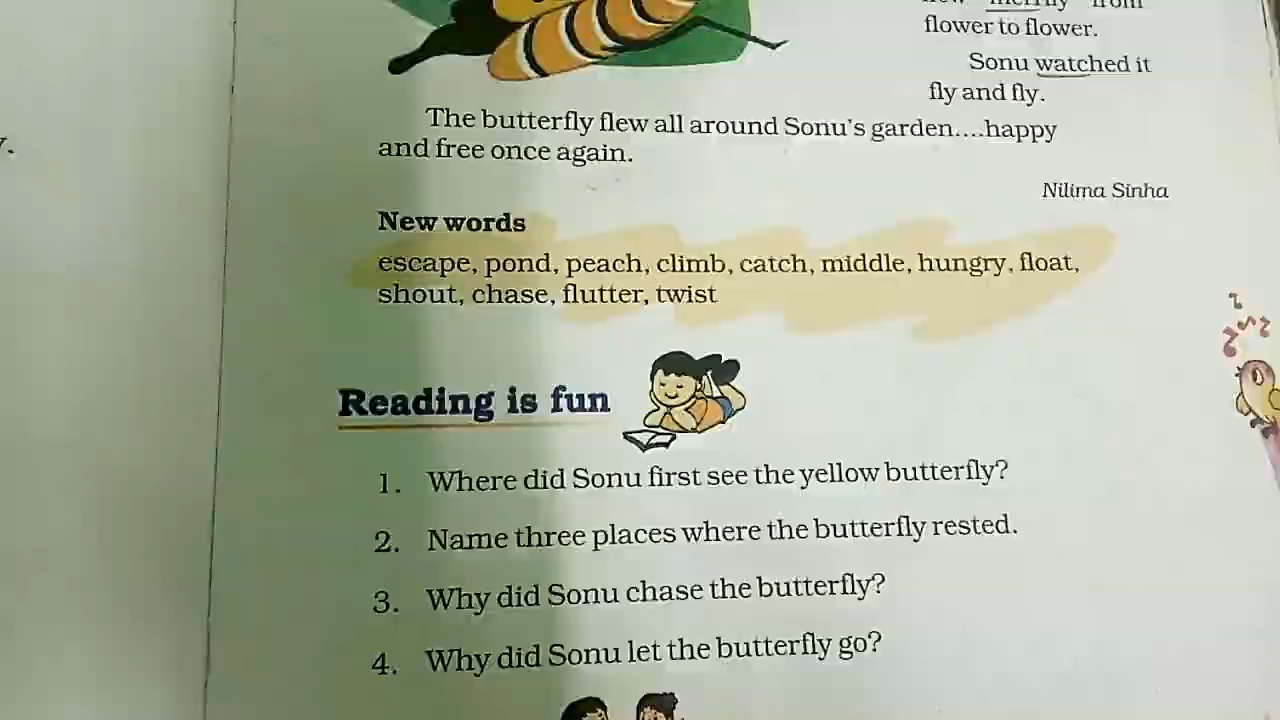 flower to flower.
Sonu watched it
fly and fly.
The butterfly flew all around Sonu's garden....happy
and free once again.
Nilima Sinha
New words
escape, pond, peach, climb, catch, middle, hungry, float,
shout, chase, flutter, twist
Reading is fun
1. Where did Sonu first see the yellow butterfly?
2. Name three places where the butterfly rested.
3. Why did Sonu chase the butterfly?
4. Why did Sonu let the butterfly go?